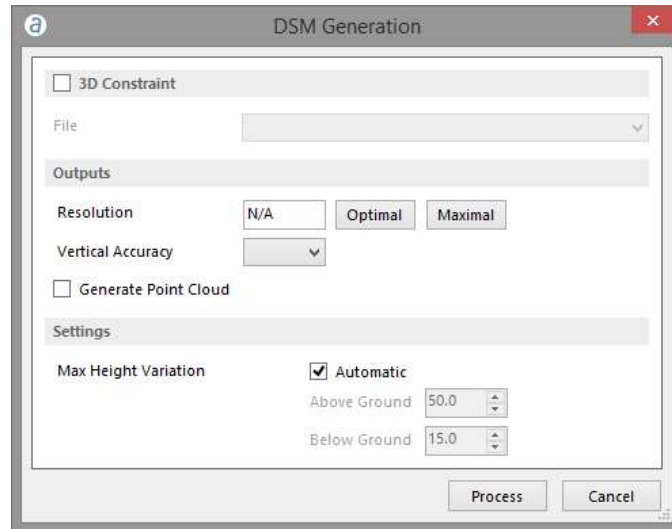 a
DSM Generation
×
3D Constraint
File
Outputs
Resolution N/A Optimal Maximal
Vertical Accuracy
Generate Point Cloud
Settings
Max Height Variation Automatic
Above Ground 50.0
Below Ground 15.0
Process Cancel